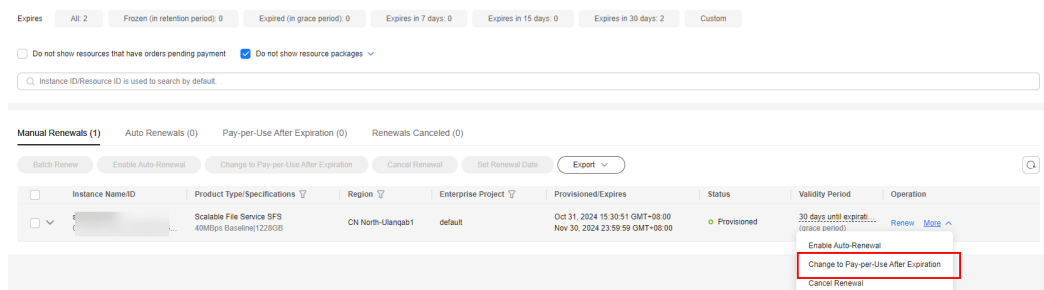 Expires All: 2 Frozen (in retention period): 0 Expired (in grace period): 0 Expires in 7 days: 0 Expires in 15 days: 0 Expires in 30 days: 2 Custom
Do not show resources that have orders pending payment Do not show resource packages
Instance ID/Resource ID is used to search by default.
Manual Renewals (1) Auto Renewals (0) Pay-per-Use After Expiration (0) Renewals Canceled (0)
Batch Renew Enable Auto-Renewal Change to Pay-per-Use After Expiration Cancel Renewal Set Renewal Date Export
Instance Name/ID Product Type/Specifications Region Enterprise Project Provisioned/Expires Status Validity Period Operation
Scalable File Service SFS Oct 31, 2024 15:30:51 GMT+08:00 30 days until expirati...
CN North-Ulanqab1 default Provisioned Renew More
40MBps Baseline|1228GB Nov 30, 2024 23:59:59 GMT+08:00 (grace period)
Enable Auto-Renewal
Change to Pay-per-Use After Expiration
Cancel Renewal